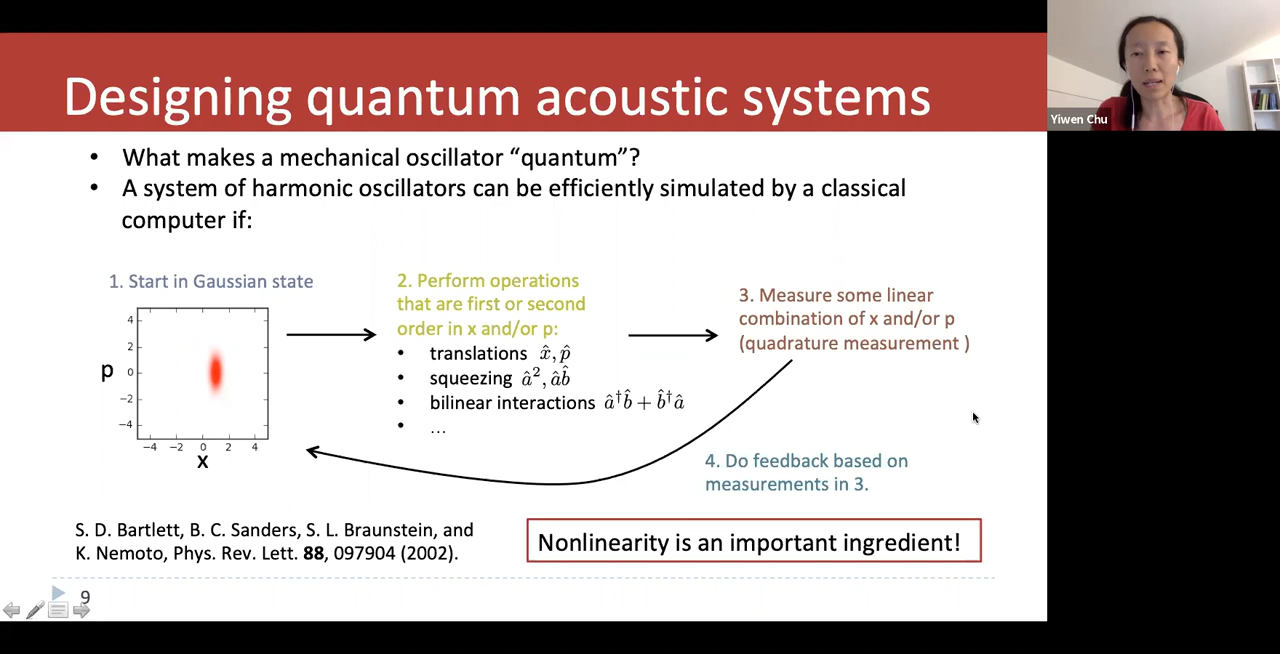 Designing quantum acoustic systems
Yiwen Chu
• What makes a mechanical oscillator “quantum”?
• A system of harmonic oscillators can be efficiently simulated by a classical
computer if:
1. Start in Gaussian state
4
2
0
−2
−4
p
−4 −2 0 2 4
x
2. Perform operations
that are first or second
order in x and/or p:
• translations x̂, p̂
• squeezing â², âb̂
• bilinear interactions â†b̂ + b̂†â
• ...
3. Measure some linear
combination of x and/or p
(quadrature measurement )
4. Do feedback based on
measurements in 3.
S. D. Bartlett, B. C. Sanders, S. L. Braunstein, and
K. Nemoto, Phys. Rev. Lett. 88, 097904 (2002).
Nonlinearity is an important ingredient!
9